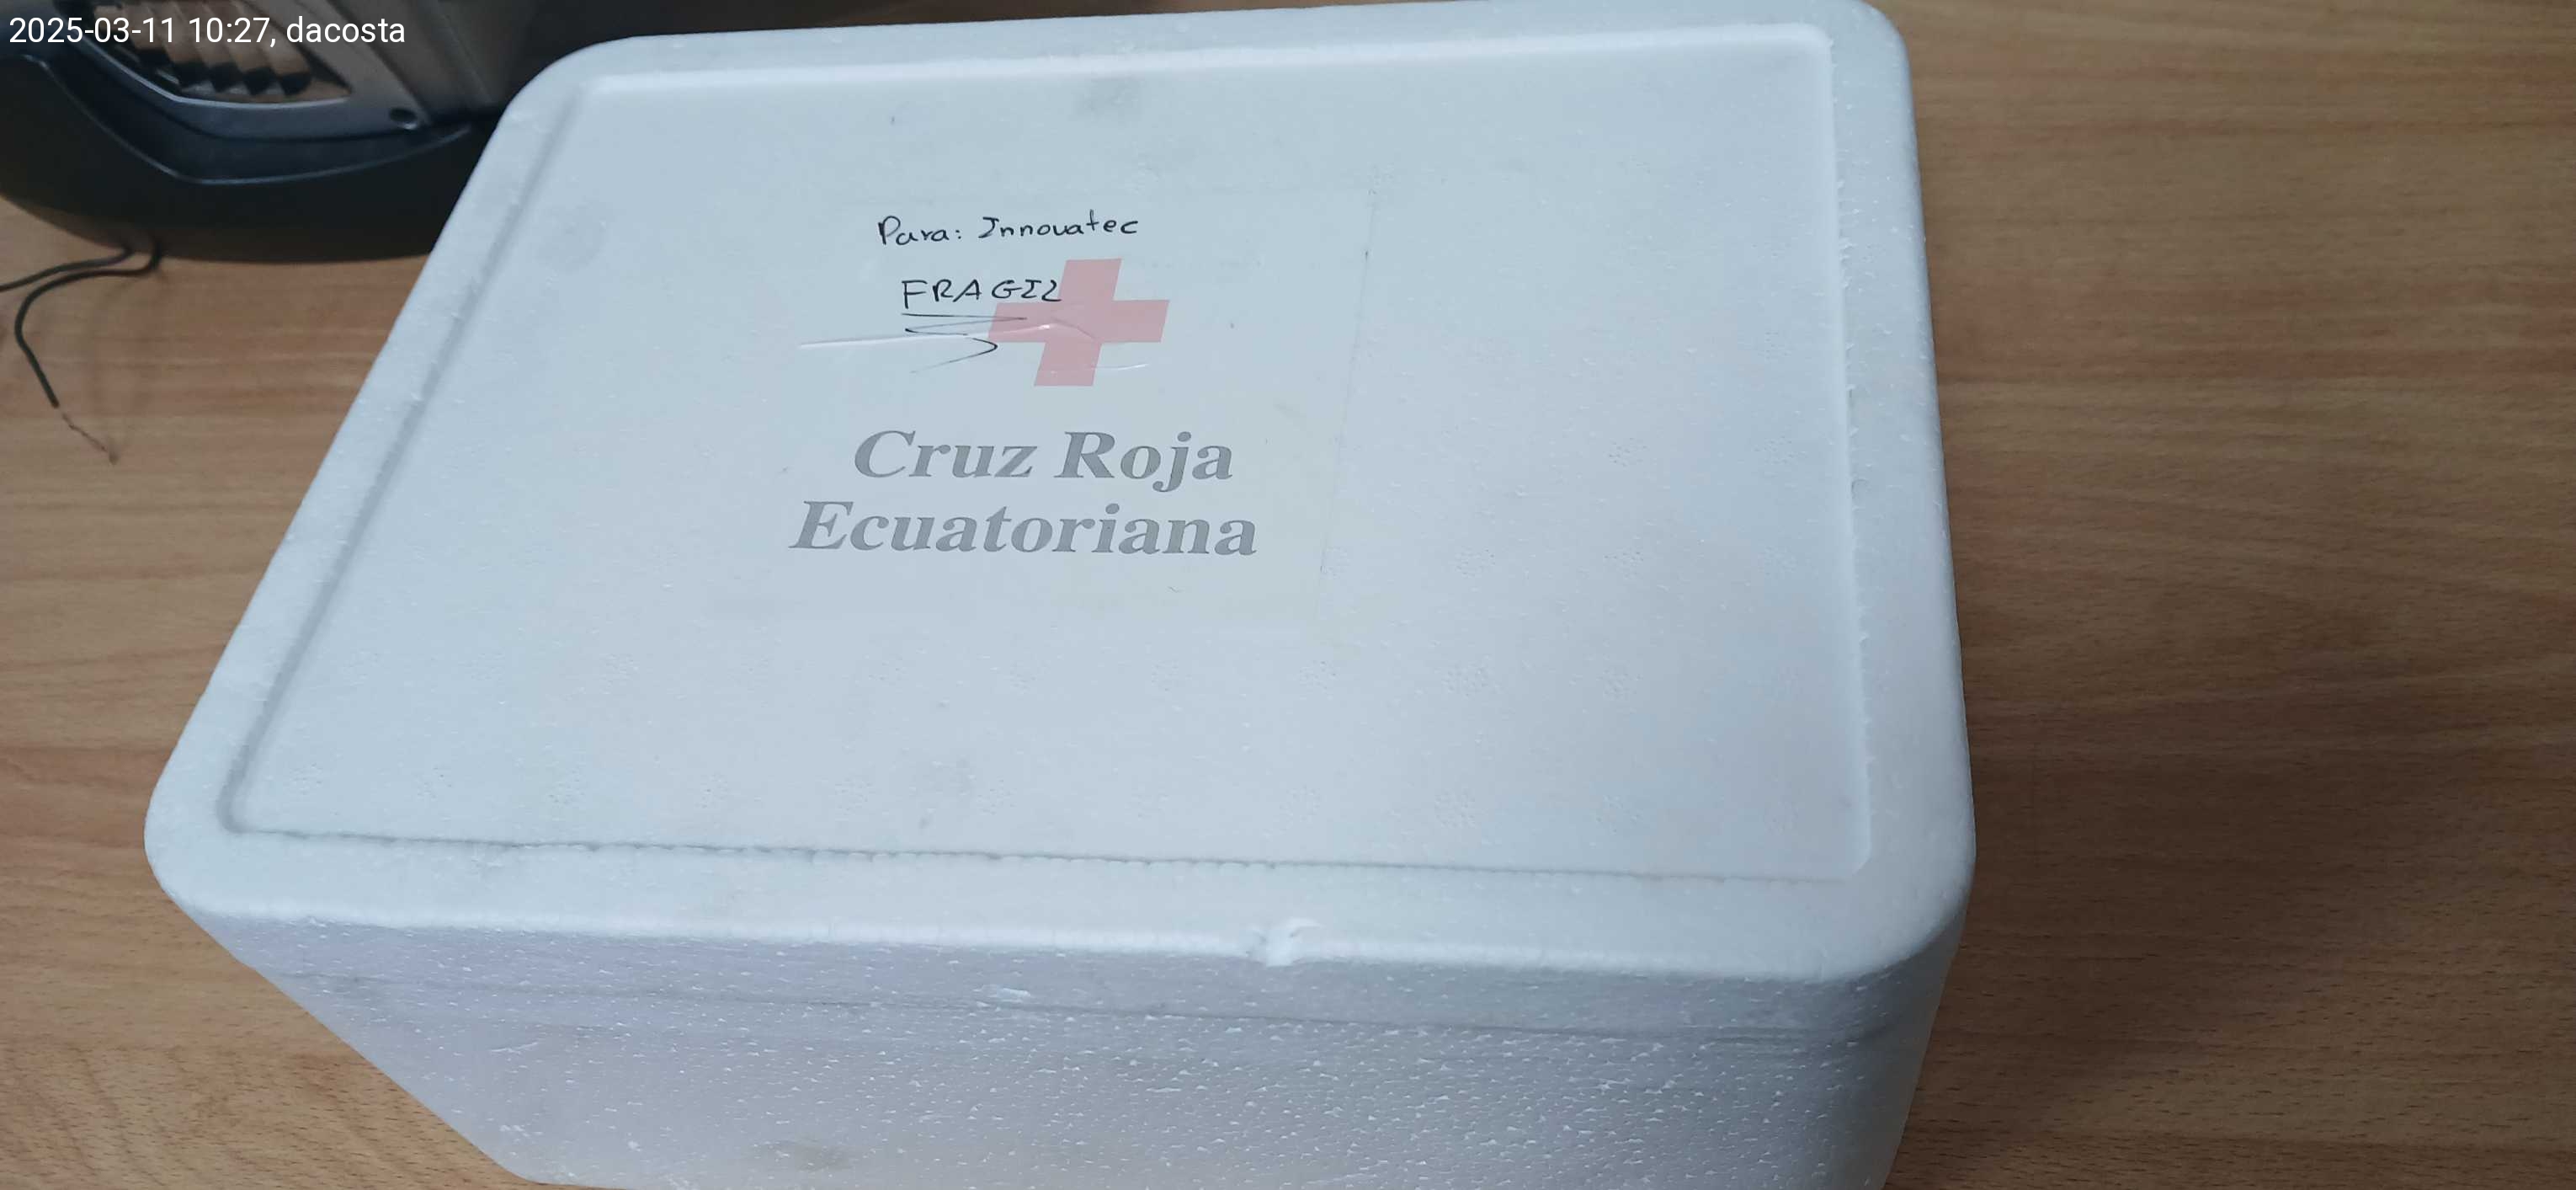 2025-03-11 10:27, dacosta
Para: Innovatec
FRAGIL
Cruz Roja
Ecuatoriana